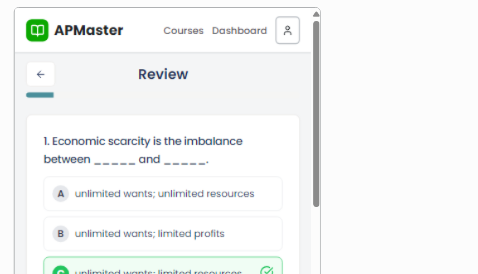 APMaster
Courses Dashboard
Review
1. Economic scarcity is the imbalance
between _____ and _____.
A unlimited wants; unlimited resources
B unlimited wants; limited profits
C unlimited wants; limited resources